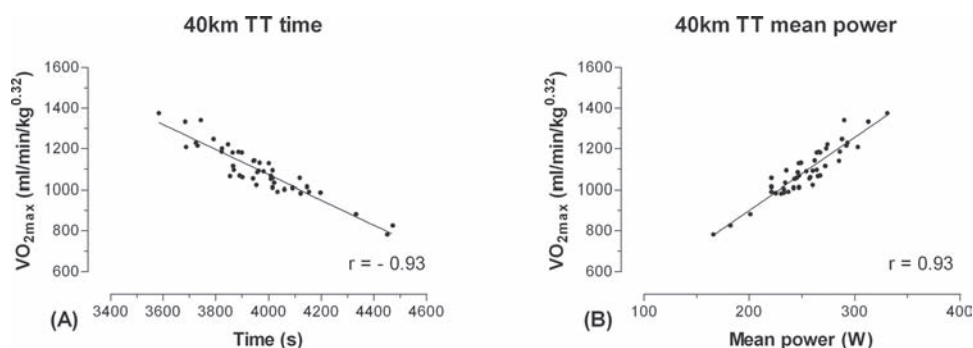 40km TT time
VO2max (ml/min/kg0.32)
1600
1400
1200
1000
800
600
r = - 0.93
3400 3600 3800 4000 4200 4400 4600
(A)
Time (s)
40km TT mean power
VO2max (ml/min/kg0.32)
1600
1400
1200
1000
800
600
r = 0.93
100 200 300 400
(B)
Mean power (W)